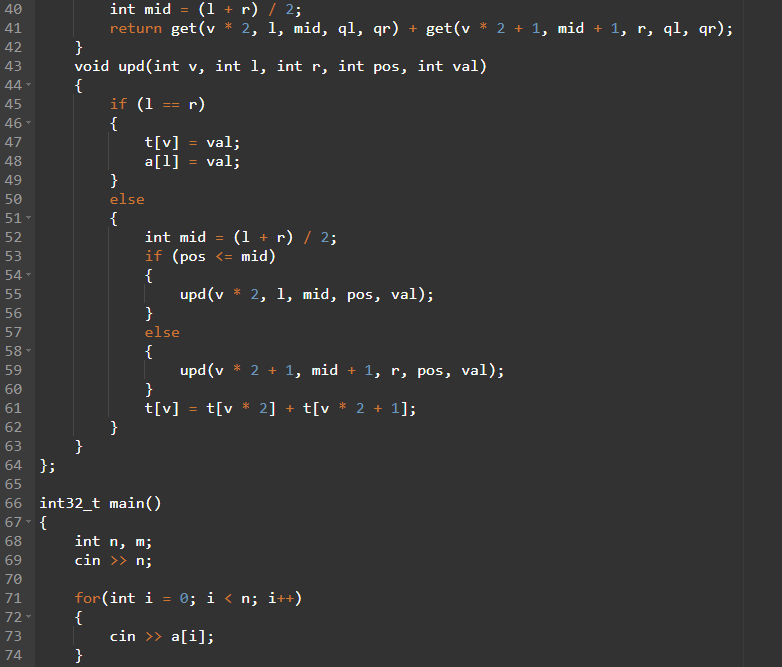 40         int mid = (l + r) / 2;
41         return get(v * 2, l, mid, ql, qr) + get(v * 2 + 1, mid + 1, r, ql, qr);
42     }
43     void upd(int v, int l, int r, int pos, int val)
44     {
45         if (l == r)
46         {
47             t[v] = val;
48             a[l] = val;
49         }
50         else
51         {
52             int mid = (l + r) / 2;
53             if (pos <= mid)
54             {
55                 upd(v * 2, l, mid, pos, val);
56             }
57             else
58             {
59                 upd(v * 2 + 1, mid + 1, r, pos, val);
60             }
61             t[v] = t[v * 2] + t[v * 2 + 1];
62         }
63     }
64 };
65
66 int32_t main()
67 {
68     int n, m;
69     cin >> n;
70
71     for(int i = 0; i < n; i++)
72     {
73         cin >> a[i];
74     }